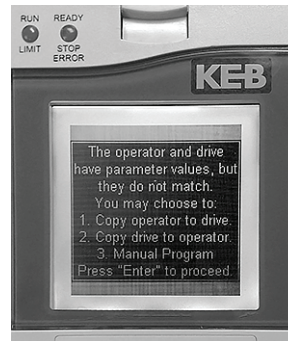 RUN READY
LIMIT STOP
ERROR
KEB
The operator and drive
have parameter values, but
they do not match.
You may choose to:
1. Copy operator to drive.
2. Copy drive to operator.
3. Manual Program
Press "Enter" to proceed.